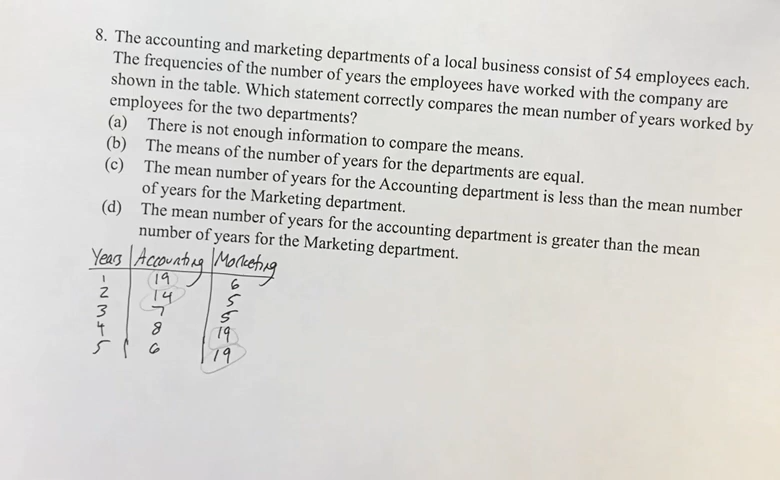 8. The accounting and marketing departments of a local business consist of 54 employees each.
The frequencies of the number of years the employees have worked with the company are
shown in the table. Which statement correctly compares the mean number of years worked by
employees for the two departments?
(a) There is not enough information to compare the means.
(b) The means of the number of years for the departments are equal.
(c) The mean number of years for the Accounting department is less than the mean number
of years for the Marketing department.
(d) The mean number of years for the accounting department is greater than the mean
number of years for the Marketing department.
Years Accounting Marketing
1 19 6
2 14 5
3 7 5
4 8 19
5 6 19